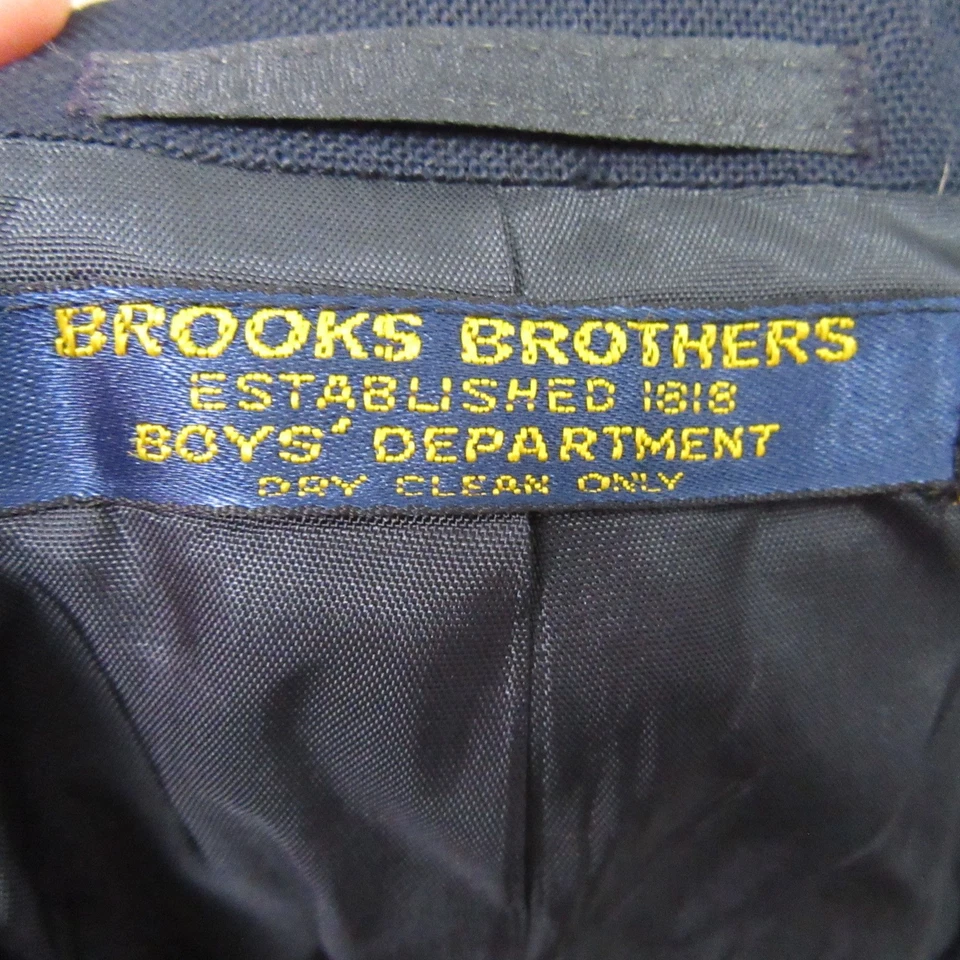 BROOKS BROTHERS
ESTABLISHED 1818
BOYS' DEPARTMENT
DRY CLEAN ONLY